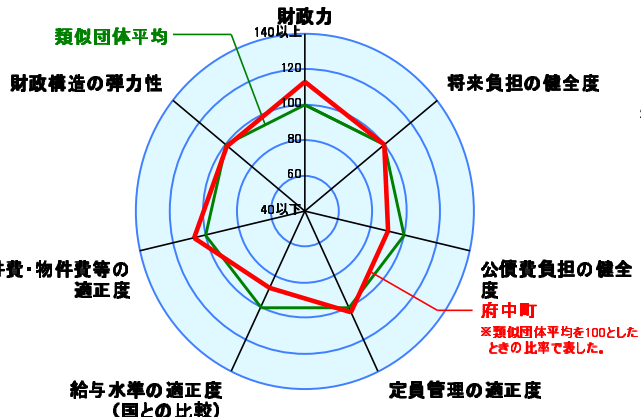 財政力
140以上
類似団体平均
財政構造の弾力性
将来負担の健全度
120
100
80
60
40以下
件費・物件費等の
適正度
公債費負担の健全
度
府中町
※類似団体平均を100とした
ときの比率で表した。
給与水準の適正度
(国との比較)
定員管理の適正度